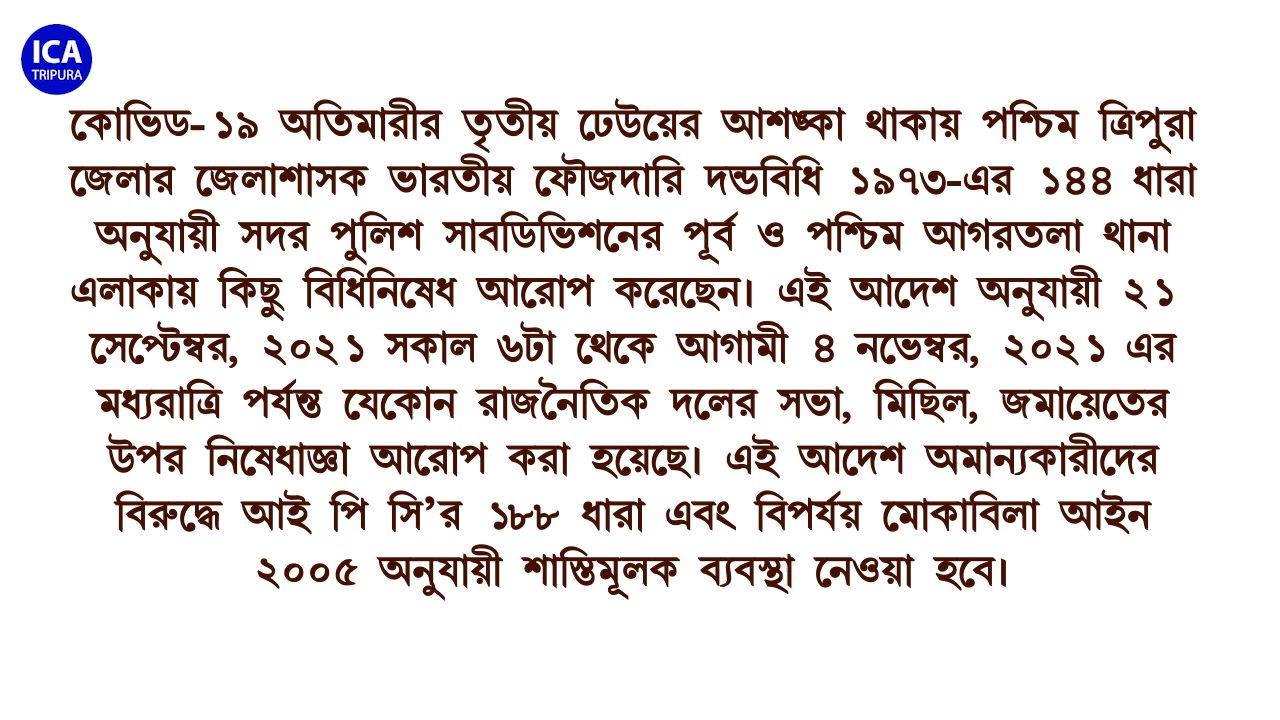 ICA
TRIPURA
কোভিড-১৯ অতিমারীর তৃতীয় ঢেউয়ের আশঙ্কা থাকায় পশ্চিম ত্রিপুরা
জেলার জেলাশাসক ভারতীয় ফৌজদারি দন্ডবিধি ১৯৭৩-এর ১৪৪ ধারা
অনুযায়ী সদর পুলিশ সাবডিভিশনের পূর্ব ও পশ্চিম আগরতলা থানা
এলাকায় কিছু বিধিনিষেধ আরোপ করেছেন। এই আদেশ অনুযায়ী ২১
সেপ্টেম্বর, ২০২১ সকাল ৬টা থেকে আগামী ৪ নভেম্বর, ২০২১ এর
মধ্যরাত্রি পর্যন্ত যেকোন রাজনৈতিক দলের সভা, মিছিল, জমায়েতের
উপর নিষেধাজ্ঞা আরোপ করা হয়েছে। এই আদেশ অমান্যকারীদের
বিরুদ্ধে আই পি সি’র ১৮৮ ধারা এবং বিপর্যয় মোকাবিলা আইন
২০০৫ অনুযায়ী শাস্তিমূলক ব্যবস্থা নেওয়া হবে।